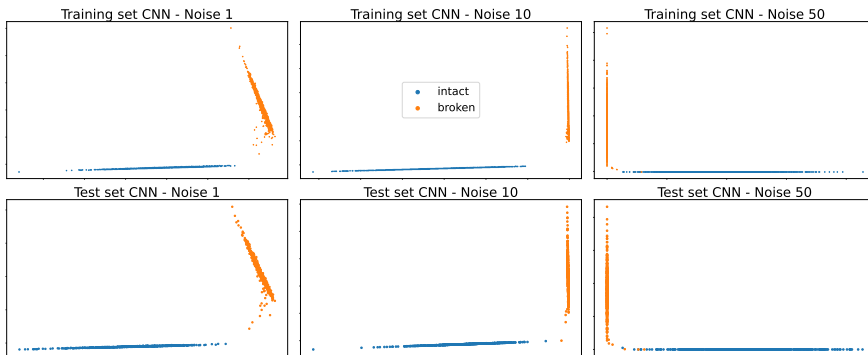 Training set CNN - Noise 1
Training set CNN - Noise 10
Training set CNN - Noise 50
intact
broken
Test set CNN - Noise 1
Test set CNN - Noise 10
Test set CNN - Noise 50